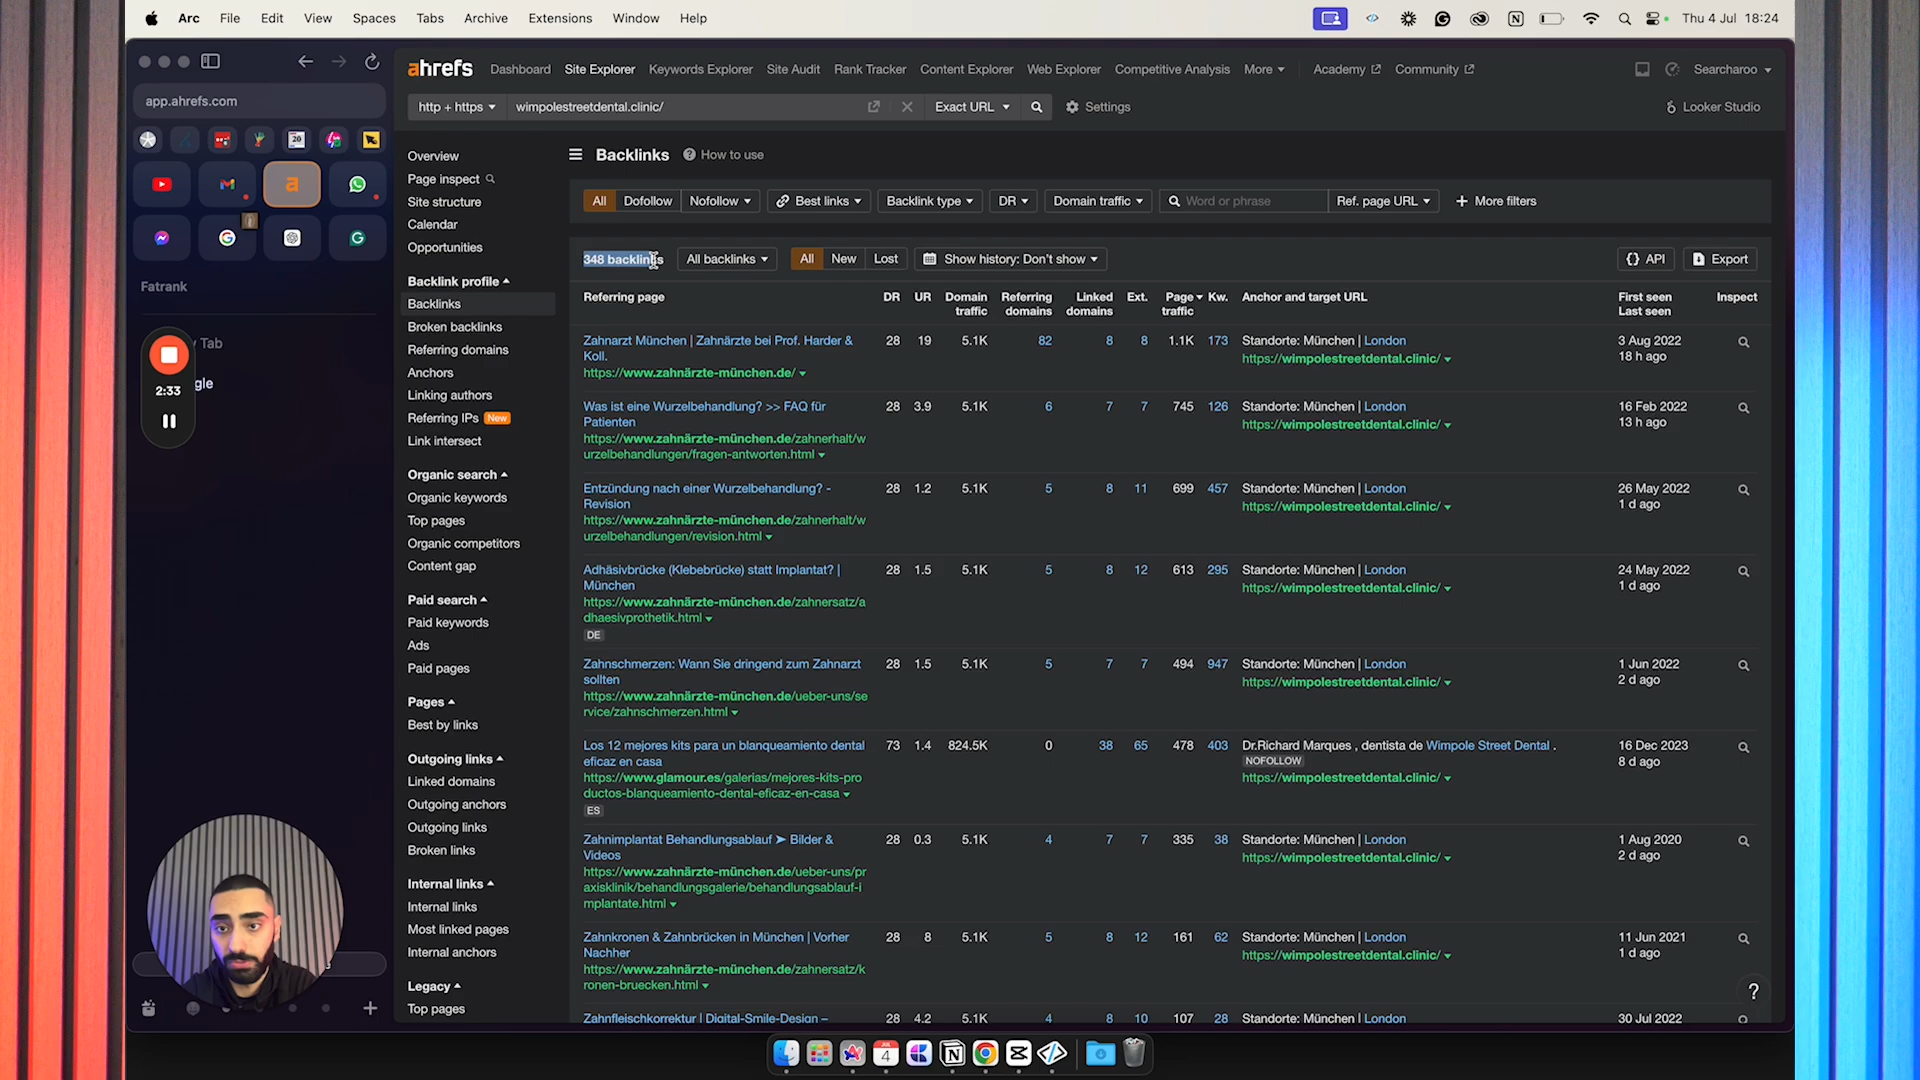 Arc File Edit View Spaces Tabs Archive Extensions Window Help
Thu 4 Jul 18:24
app.ahrefs.com
20
Fatrank
Tab
gle
2:33
ahrefs Dashboard Site Explorer Keywords Explorer Site Audit Rank Tracker Content Explorer Web Explorer Competitive Analysis More Academy Community Searcharoo
http + https wimpolestreetdental.clinic/ Exact URL Settings Looker Studio
Overview
Page inspect
Site structure
Calendar
Opportunities
Backlink profile
Backlinks
Broken backlinks
Referring domains
Anchors
Linking authors
Referring IPs New
Link intersect
Organic search
Organic keywords
Top pages
Organic competitors
Content gap
Paid search
Paid keywords
Ads
Paid pages
Pages
Best by links
Outgoing links
Linked domains
Outgoing anchors
Outgoing links
Broken links
Internal links
Internal links
Most linked pages
Internal anchors
Legacy
Top pages
Backlinks ? How to use
All Dofollow Nofollow Best links Backlink type DR Domain traffic Word or phrase Ref. page URL + More filters
348 backlinks All backlinks All New Lost Show history: Don't show {} API Export
Referring page DR UR Domain traffic Referring domains Linked domains Ext. Page traffic Kw. Anchor and target URL First seen Last seen Inspect
Zahnarzt München | Zahnärzte bei Prof. Harder & 28 19 5.1K 82 8 8 1.1K 173 Standorte: München | London 3 Aug 2022
Koll. https://wimpolestreetdental.clinic/ 18 h ago
https://www.zahnärzte-münchen.de/
Was ist eine Wurzelbehandlung? >> FAQ für 28 3.9 5.1K 6 7 7 745 126 Standorte: München | London 16 Feb 2022
Patienten https://wimpolestreetdental.clinic/ 13 h ago
https://www.zahnärzte-münchen.de/zahnerhalt/w
urzelbehandlungen/fragen-antworten.html
Entzündung nach einer Wurzelbehandlung? - 28 1.2 5.1K 5 8 11 699 457 Standorte: München | London 26 May 2022
Revision https://wimpolestreetdental.clinic/ 1 d ago
https://www.zahnärzte-münchen.de/zahnerhalt/w
urzelbehandlungen/revision.html
Adhäsivbrücke (Klebebrücke) statt Implantat? | 28 1.5 5.1K 5 8 12 613 295 Standorte: München | London 24 May 2022
München https://wimpolestreetdental.clinic/ 1 d ago
https://www.zahnärzte-münchen.de/zahnersatz/a
dhaesivprothetik.html
DE
Zahnschmerzen: Wann Sie dringend zum Zahnarzt 28 1.5 5.1K 5 7 7 494 947 Standorte: München | London 1 Jun 2022
sollten https://wimpolestreetdental.clinic/ 2 d ago
https://www.zahnärzte-münchen.de/ueber-uns/se
rvice/zahnschmerzen.html
Los 12 mejores kits para un blanqueamiento dental 73 1.4 824.5K 0 38 65 478 403 Dr.Richard Marques , dentista de Wimpole Street Dental . 16 Dec 2023
eficaz en casa NOFOLLOW 8 d ago
https://www.glamour.es/galerias/mejores-kits-pro https://wimpolestreetdental.clinic/
ductos-blanqueamiento-dental-eficaz-en-casa
ES
Zahnimplantat Behandlungsablauf ➤ Bilder & 28 0.3 5.1K 4 7 7 335 38 Standorte: München | London 1 Aug 2020
Videos https://wimpolestreetdental.clinic/ 2 d ago
https://www.zahnärzte-münchen.de/ueber-uns/pr
axisklinik/behandlungsgalerie/behandlungsablauf-i
mplantate.html
Zahnkronen & Zahnbrücken in München | Vorher 28 8 5.1K 5 8 12 161 62 Standorte: München | London 11 Jun 2021
Nachher https://wimpolestreetdental.clinic/ 1 d ago
https://www.zahnärzte-münchen.de/zahnersatz/k
ronen-bruecken.html
Zahnfleischkorrektur | Digital-Smile-Design – 28 4.2 5.1K 4 8 10 107 28 Standorte: München | London 30 Jul 2022
?
JUL
4